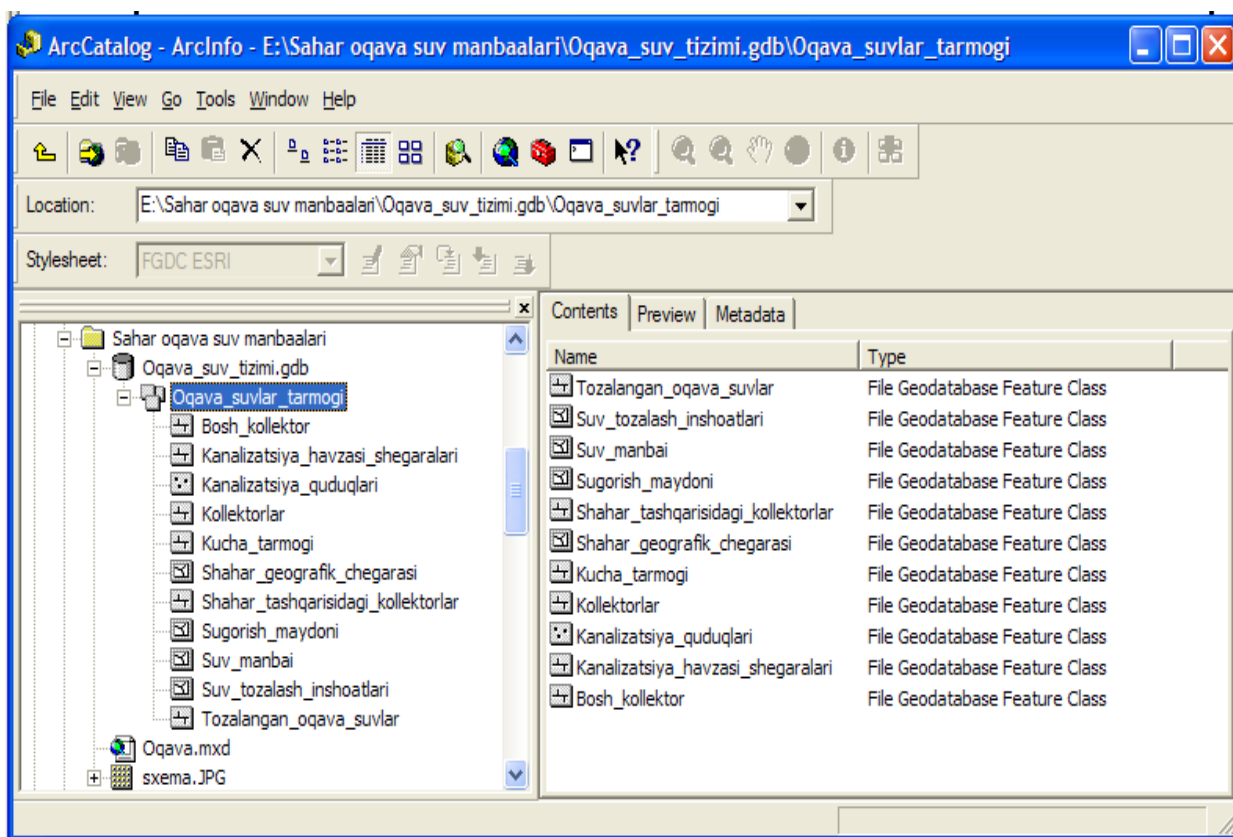 ArcCatalog - ArcInfo - E:\Sahar oqava suv manbaalari\Oqava_suv_tizimi.gdb\Oqava_suvlar_tarmogi
File Edit View Go Tools Window Help
Location: E:\Sahar oqava suv manbaalari\Oqava_suv_tizimi.gdb\Oqava_suvlar_tarmogi
Stylesheet: FGDC ESRI
Sahar oqava suv manbaalari
Oqava_suv_tizimi.gdb
Oqava_suvlar_tarmogi
Bosh_kollektor
Kanalizatsiya_havzasi_shegaralari
Kanalizatsiya_quduqlari
Kollektorlar
Kucha_tarmogi
Shahar_geografik_chegarasi
Shahar_tashqarisidagi_kollektorlar
Sugorish_maydoni
Suv_manbai
Suv_tozalash_inshoatlari
Tozalangan_oqava_suvlar
Oqava.mxd
sxema.JPG
Contents Preview Metadata
Name Type
Tozalangan_oqava_suvlar File Geodatabase Feature Class
Suv_tozalash_inshoatlari File Geodatabase Feature Class
Suv_manbai File Geodatabase Feature Class
Sugorish_maydoni File Geodatabase Feature Class
Shahar_tashqarisidagi_kollektorlar File Geodatabase Feature Class
Shahar_geografik_chegarasi File Geodatabase Feature Class
Kucha_tarmogi File Geodatabase Feature Class
Kollektorlar File Geodatabase Feature Class
Kanalizatsiya_quduqlari File Geodatabase Feature Class
Kanalizatsiya_havzasi_shegaralari File Geodatabase Feature Class
Bosh_kollektor File Geodatabase Feature Class